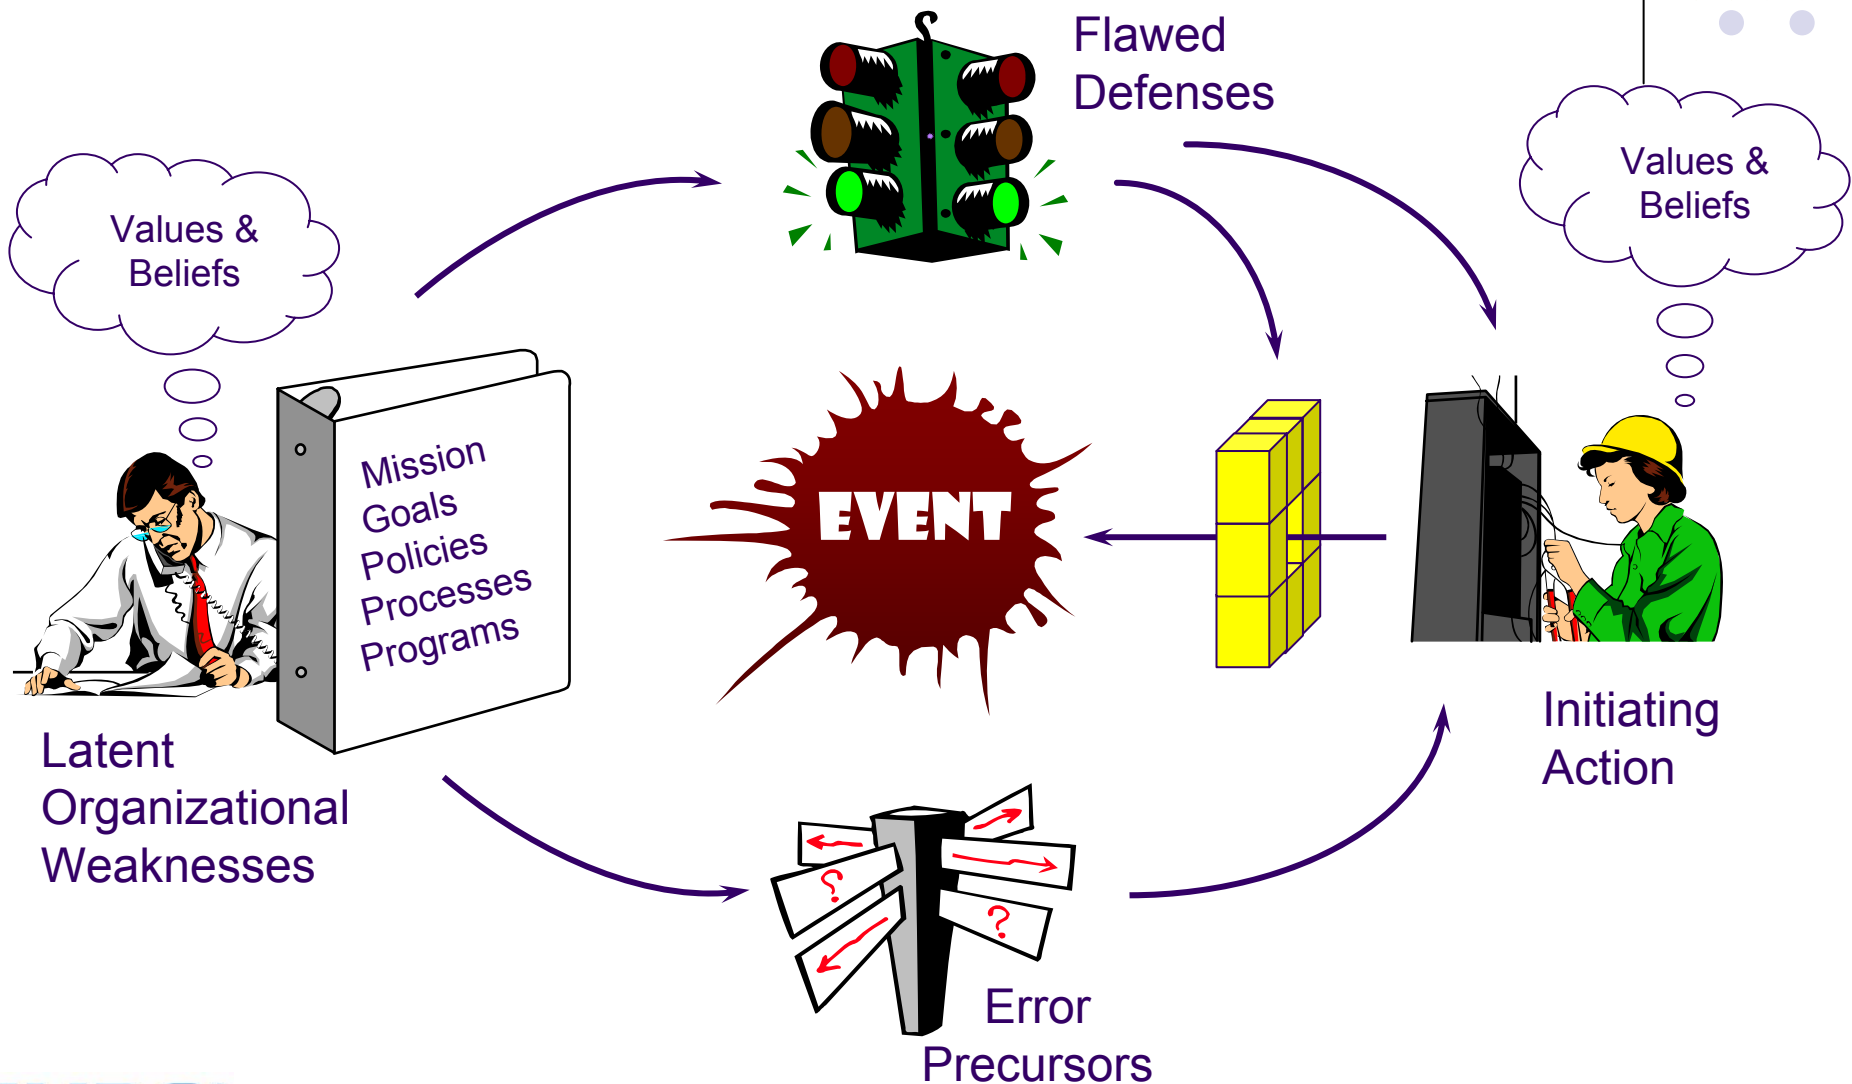 Flawed
Defenses
Values &
Beliefs
Values &
Beliefs
Mission
Goals
Policies
Processes
Programs
EVENT
Latent
Organizational
Weaknesses
Initiating
Action
?
?
Error
Precursors